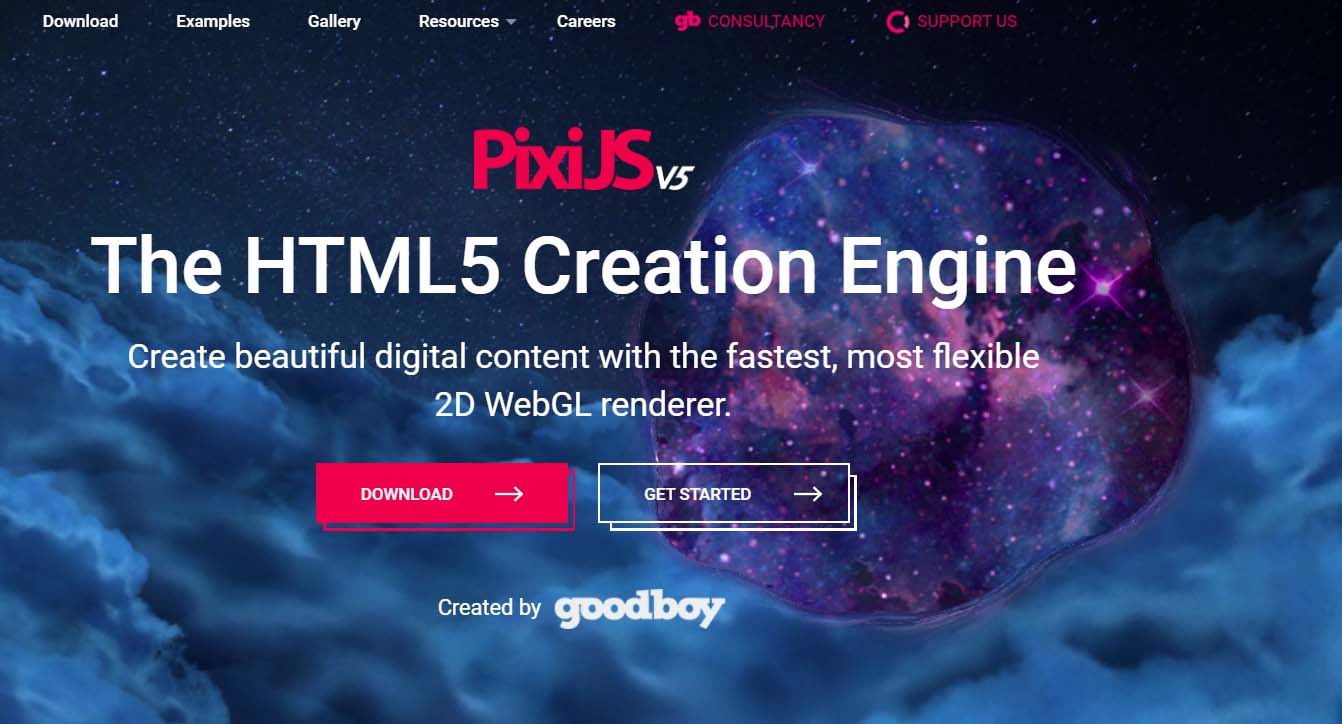 Download Examples Gallery Resources Careers gb CONSULTANCY SUPPORT US
PixiJS V5
The HTML5 Creation Engine
Create beautiful digital content with the fastest, most flexible
2D WebGL renderer.
DOWNLOAD GET STARTED
Created by goodboy